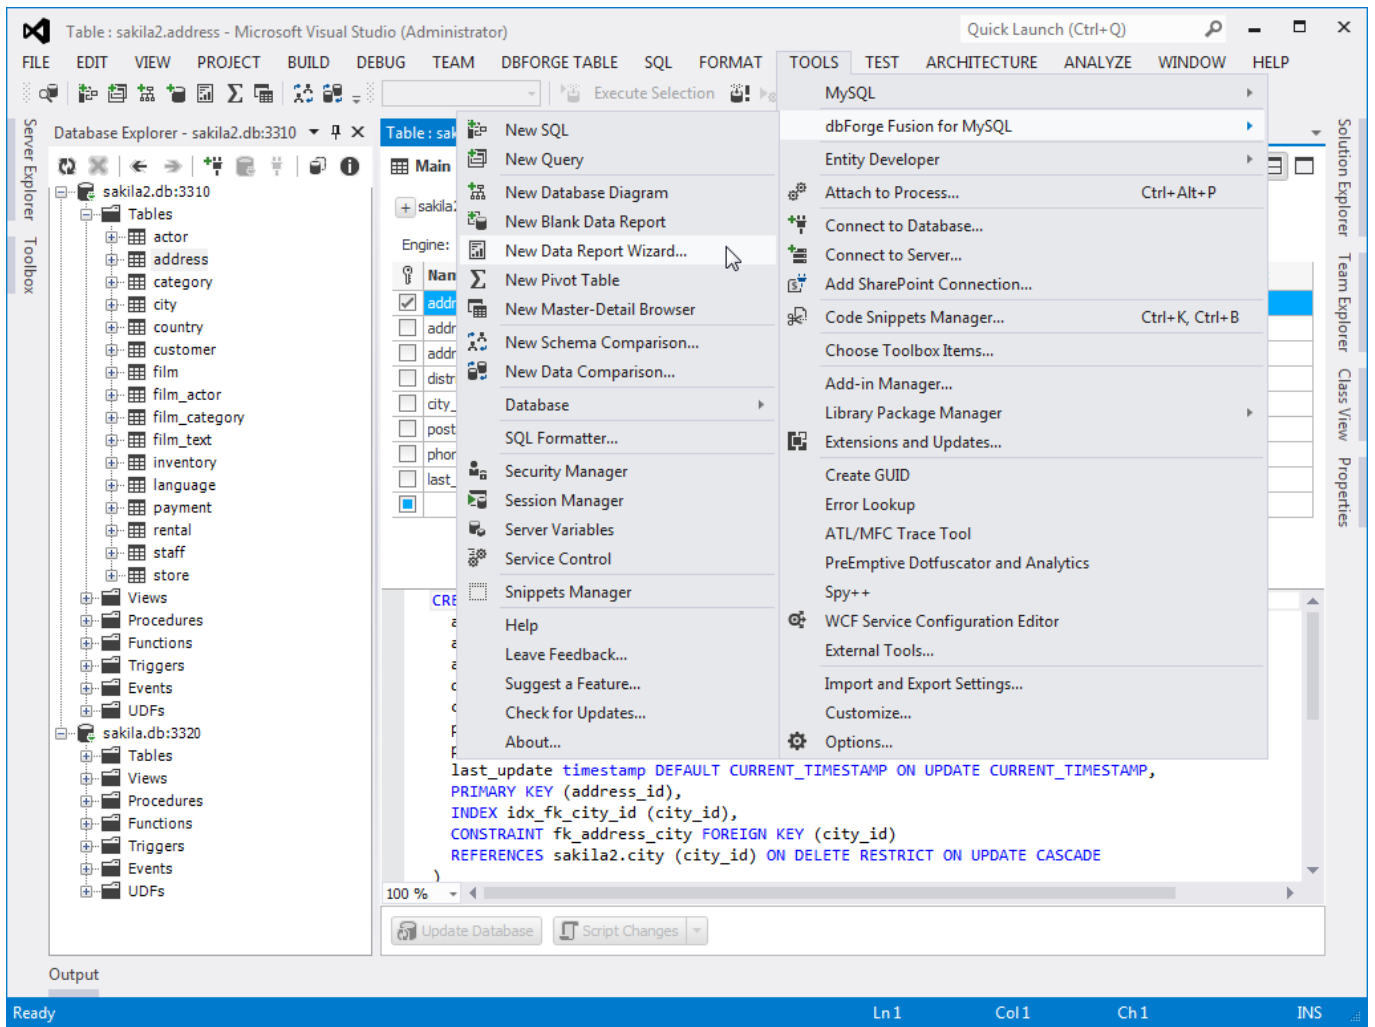 Table : sakila2.address - Microsoft Visual Studio (Administrator)
Quick Launch (Ctrl+Q)
FILE EDIT VIEW PROJECT BUILD DEBUG TEAM DBFORGE TABLE SQL FORMAT TOOLS TEST ARCHITECTURE ANALYZE WINDOW HELP
Execute Selection
Server Explorer
Toolbox
Database Explorer - sakila2.db:3310
sakila2.db:3310
Tables
actor
address
category
city
country
customer
film
film_actor
film_category
film_text
inventory
language
payment
rental
staff
store
Views
Procedures
Functions
Triggers
Events
UDFs
sakila.db:3320
Tables
Views
Procedures
Functions
Triggers
Events
UDFs
Table : sak
Main
sakila2
Engine:
Nan
addr
addr
addr
distri
city_
post
phor
last_
New SQL
New Query
New Database Diagram
New Blank Data Report
New Data Report Wizard...
New Pivot Table
New Master-Detail Browser
New Schema Comparison...
New Data Comparison...
Database
SQL Formatter...
Security Manager
Session Manager
Server Variables
Service Control
Snippets Manager
Help
Leave Feedback...
Suggest a Feature...
Check for Updates...
About...
MySQL
dbForge Fusion for MySQL
Entity Developer
Attach to Process... Ctrl+Alt+P
Connect to Database...
Connect to Server...
Add SharePoint Connection...
Code Snippets Manager... Ctrl+K, Ctrl+B
Choose Toolbox Items...
Add-in Manager...
Library Package Manager
Extensions and Updates...
Create GUID
Error Lookup
ATL/MFC Trace Tool
PreEmptive Dotfuscator and Analytics
Spy++
WCF Service Configuration Editor
External Tools...
Import and Export Settings...
Customize...
Options...
CRE
last_update timestamp DEFAULT CURRENT_TIMESTAMP ON UPDATE CURRENT_TIMESTAMP,
PRIMARY KEY (address_id),
INDEX idx_fk_city_id (city_id),
CONSTRAINT fk_address_city FOREIGN KEY (city_id)
REFERENCES sakila2.city (city_id) ON DELETE RESTRICT ON UPDATE CASCADE
)
100 %
Update Database
Script Changes
Solution Explorer
Team Explorer
Class View
Properties
Output
Ready
Ln 1
Col 1
Ch 1
INS